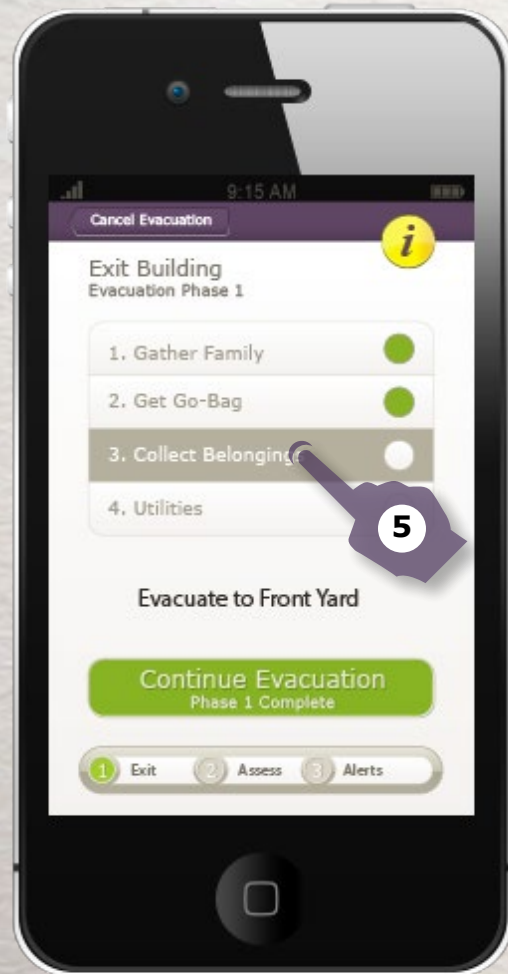 9:15 AM
Cancel Evacuation
i
Exit Building
Evacuation Phase 1
1. Gather Family
2. Get Go-Bag
3. Collect Belongings
4. Utilities
5
Evacuate to Front Yard
Continue Evacuation
Phase 1 Complete
1 Exit 2 Assess 3 Alerts